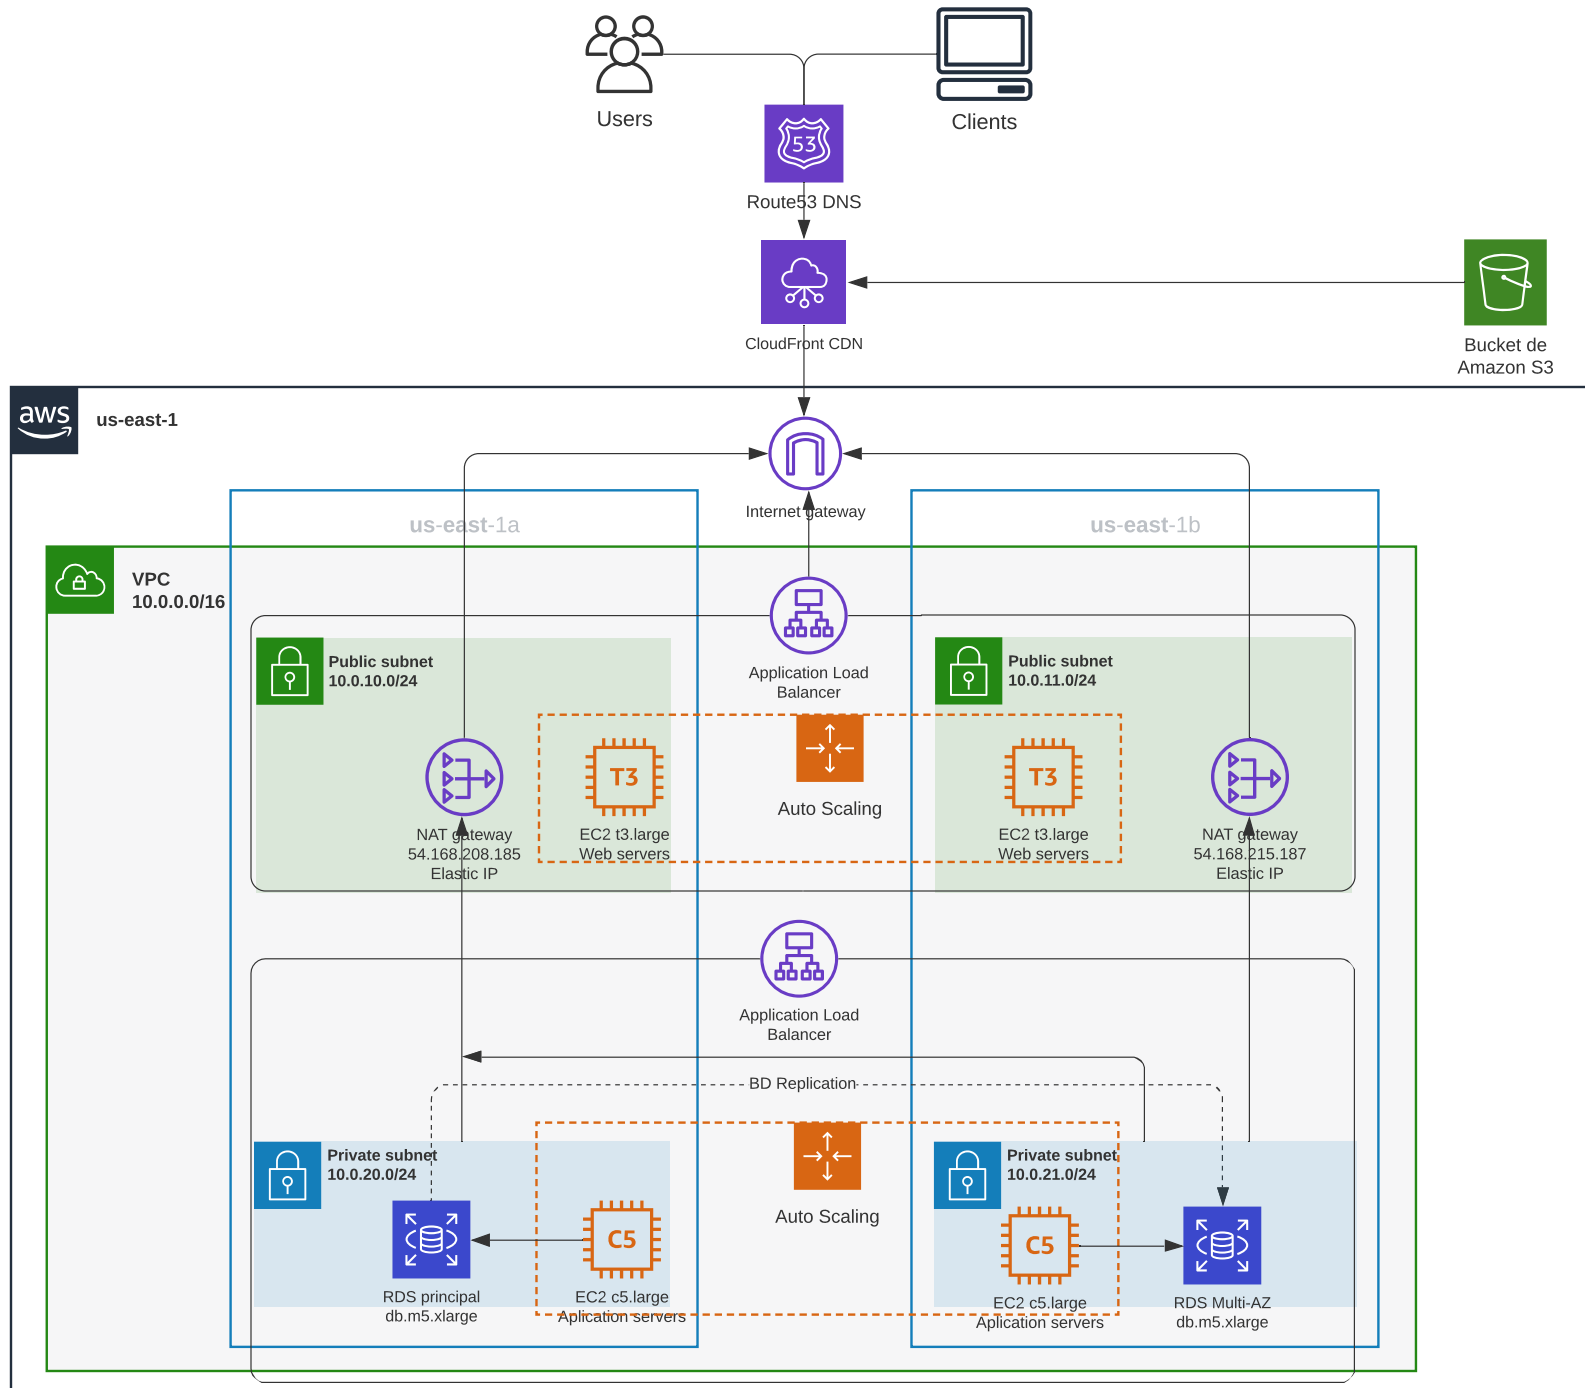 Users
Clients
53
Route53 DNS
CloudFront CDN
Bucket de
Amazon S3
aws
us-east-1
Internet gateway
us-east-1a
us-east-1b
VPC
10.0.0.0/16
Public subnet
10.0.10.0/24
Application Load
Balancer
Public subnet
10.0.11.0/24
T3
T3
Auto Scaling
NAT gateway
54.168.208.185
Elastic IP
EC2 t3.large
Web servers
EC2 t3.large
Web servers
NAT gateway
54.168.215.187
Elastic IP
Application Load
Balancer
BD Replication
Private subnet
10.0.20.0/24
Private subnet
10.0.21.0/24
Auto Scaling
C5
C5
RDS principal
db.m5.xlarge
EC2 c5.large
Aplication servers
EC2 c5.large
Aplication servers
RDS Multi-AZ
db.m5.xlarge